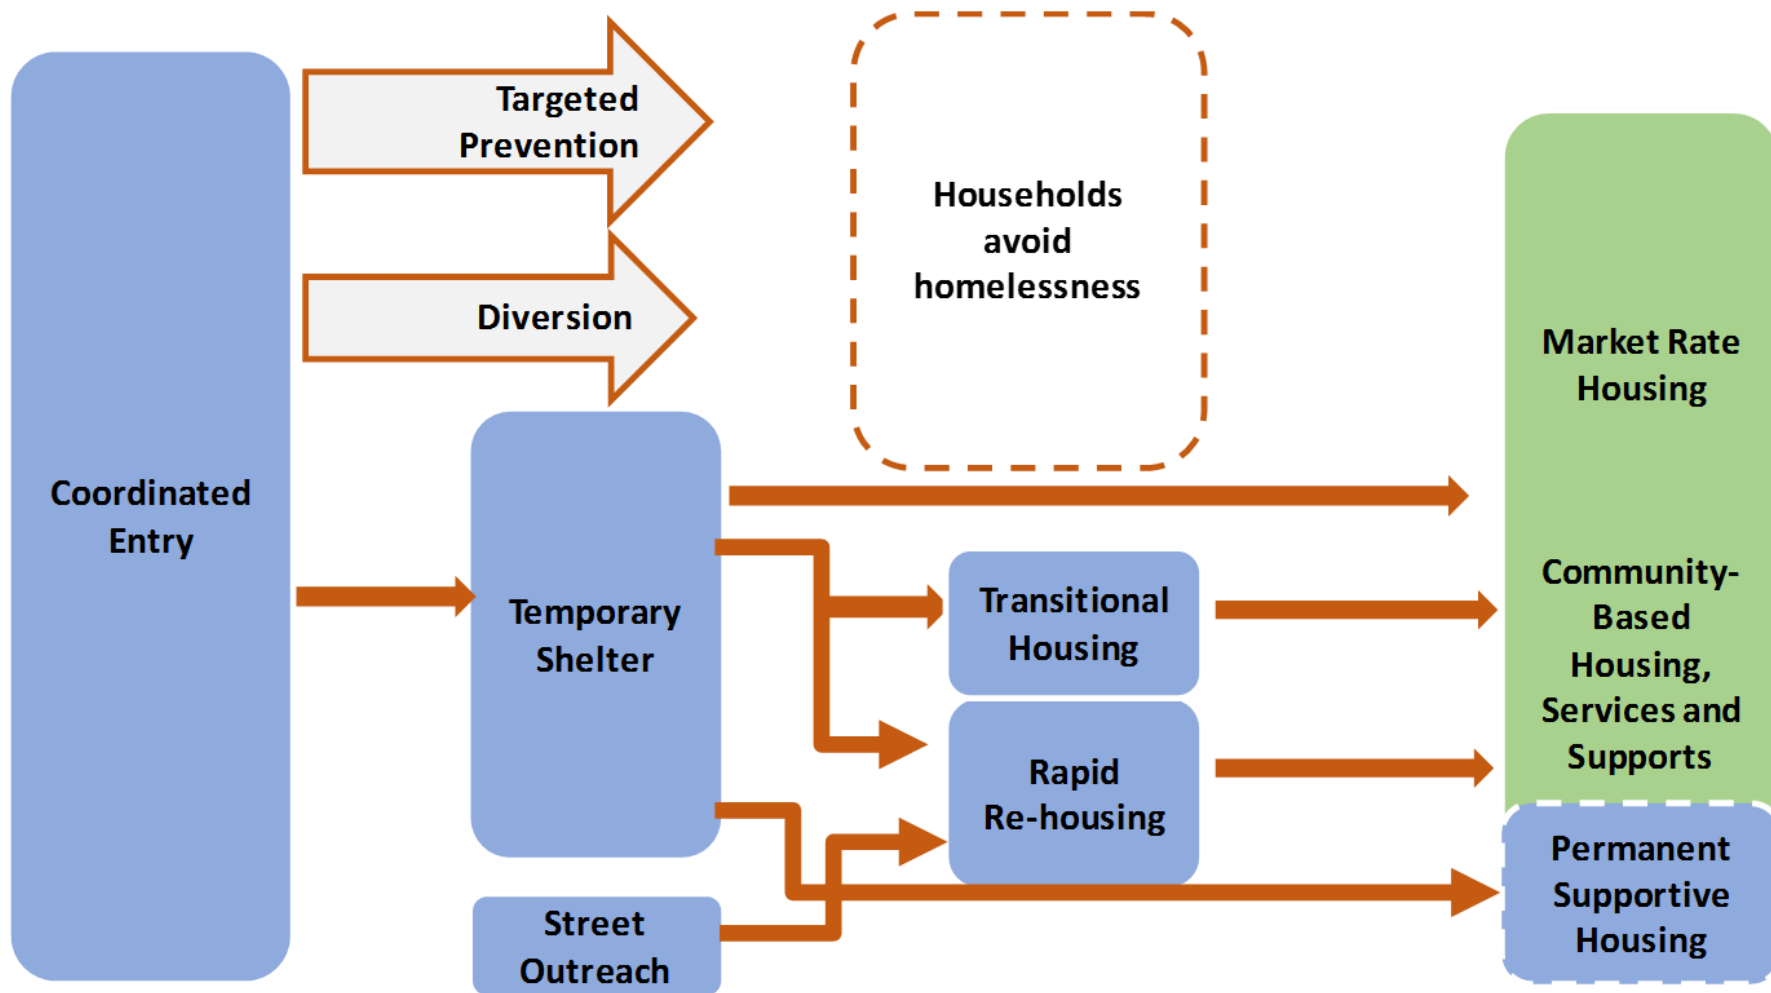 Targeted
Prevention
Households
avoid
homelessness
Diversion
Market Rate
Housing
Coordinated
Entry
Temporary
Shelter
Transitional
Housing
Community-
Based
Housing,
Services and
Supports
Rapid
Re-housing
Permanent
Supportive
Housing
Street
Outreach